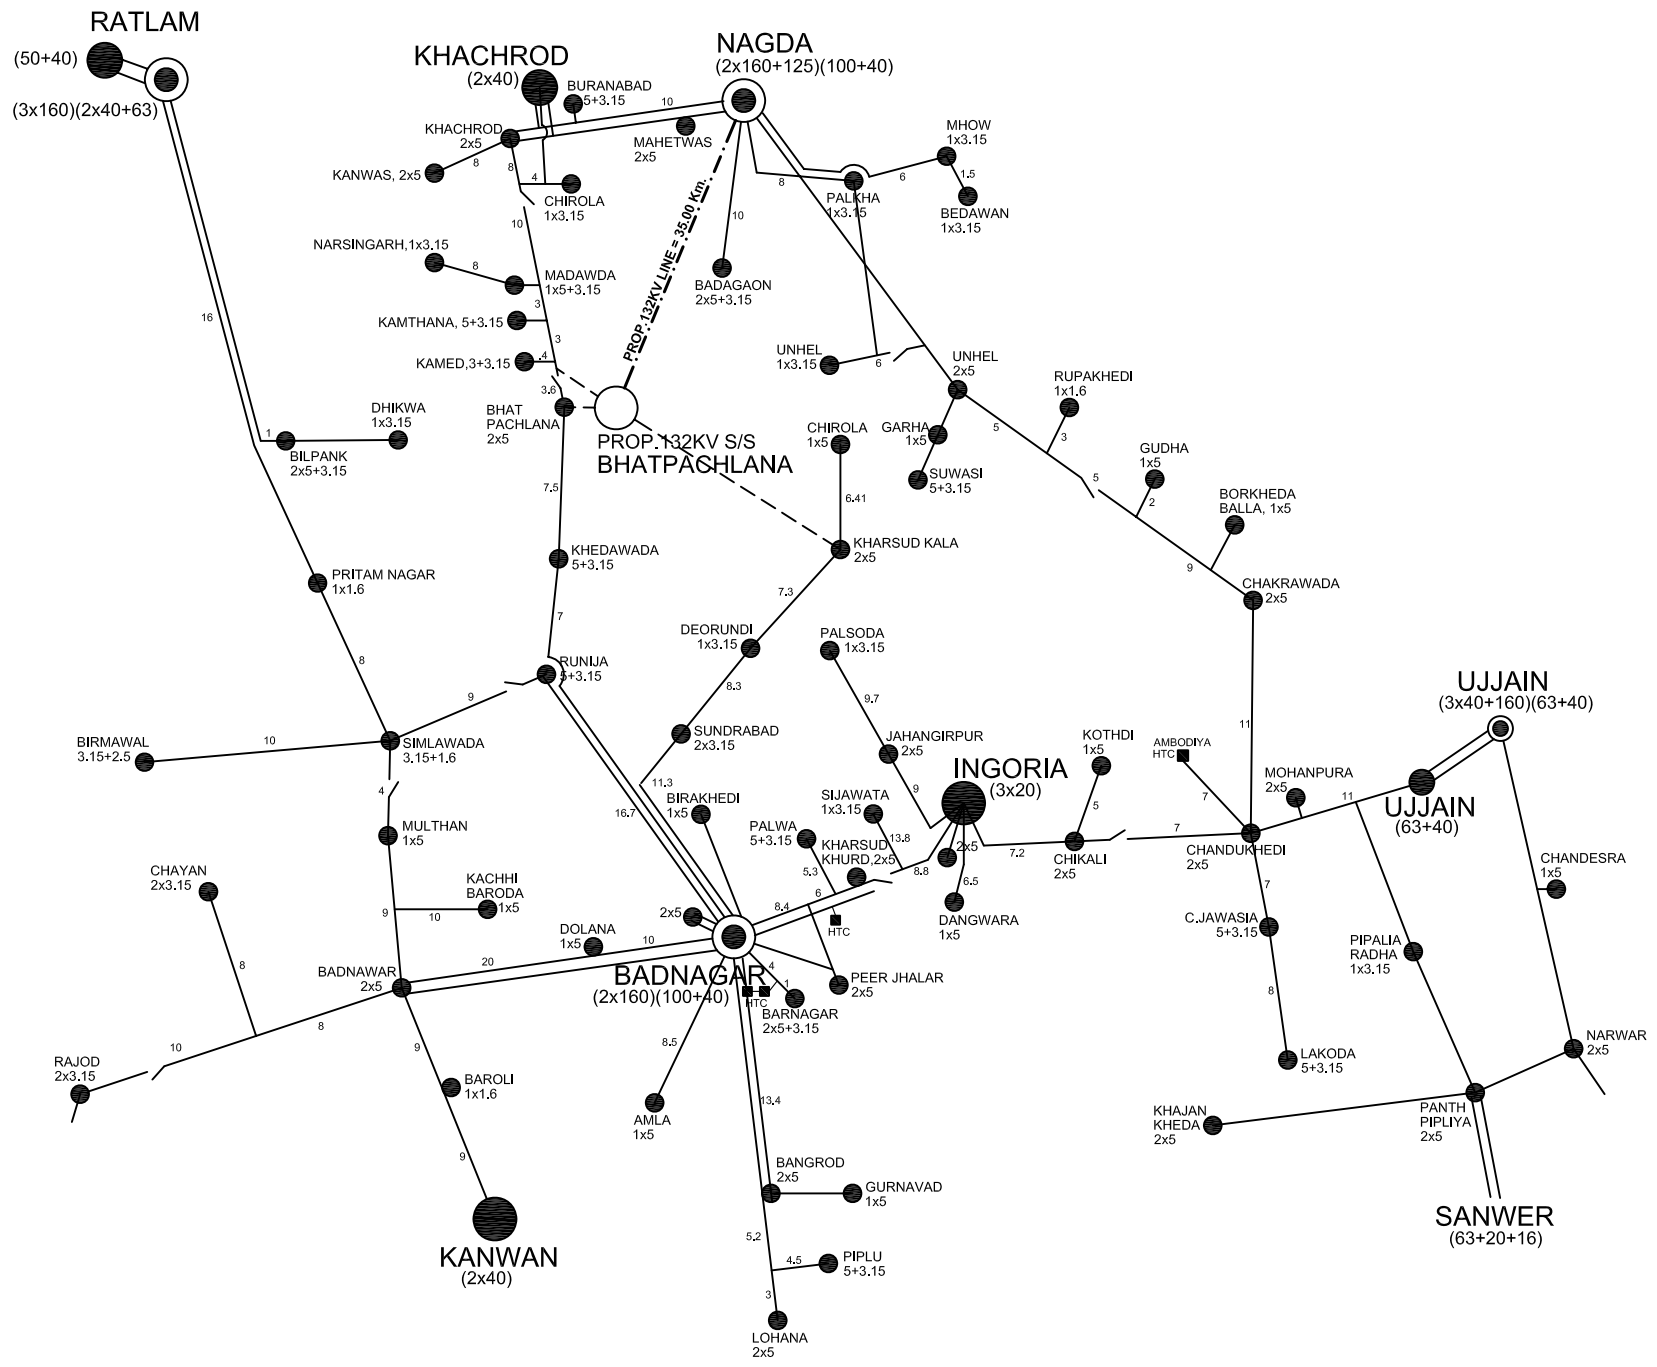 RATLAM
(50+40)
(3x160)(2x40+63)
KHACHROD
(2x40)
NAGDA
(2x160+125)(100+40)
BURANABAD
5+3.15
10
KHACHROD
2x5
MAHETWAS
2x5
MHOW
1x3.15
KANWAS, 2x5
8
8
4
CHIROLA
1x3.15
8
PALKHA
1x3.15
6
1.5
BEDAWAN
1x3.15
10
10
NARSINGARH,1x3.15
8
MADAWDA
1x5+3.15
BADAGAON
2x5+3.15
PROP.132KV LINE = 35.00 Km.
16
3
KAMTHANA, 5+3.15
3
KAMED,3+3.15
.4
3.6
UNHEL
1x3.15
6
UNHEL
2x5
RUPAKHEDI
1x1.6
DHIKWA
1x3.15
1
BILPANK
2x5+3.15
BHAT
PACHLANA
2x5
PROP.132KV S/S
BHATPACHLANA
CHIROLA
1x5
GARHA
1x5
5
3
SUWASI
5+3.15
GUDHA
1x5
5
2
BORKHEDA
BALLA, 1x5
7.5
6.41
KHEDAWADA
5+3.15
KHARSUD KALA
2x5
9
PRITAM NAGAR
1x1.6
CHAKRAWADA
2x5
7.3
7
DEORUNDI
1x3.15
PALSODA
1x3.15
8
RUNIJA
5+3.15
9
8.3
9.7
UJJAIN
(3x40+160)(63+40)
11
BIRMAWAL
3.15+2.5
10
SIMLAWADA
3.15+1.6
SUNDRABAD
2x3.15
JAHANGIRPUR
2x5
KOTHDI
1x5
AMBODIYA
HTC
INGORIA
(3x20)
MOHANPURA
2x5
UJJAIN
(63+40)
4
11.3
BIRAKHEDI
1x5
9
SIJAWATA
1x3.15
5
7
11
16.7
MULTHAN
1x5
PALWA
5+3.15
13.8
KHARSUD
KHURD,2x5
2x5
7.2
CHIKALI
2x5
7
CHANDUKHEDI
2x5
CHAYAN
2x3.15
KACHHI
BARODA
1x5
5.3
8.8
6.5
CHANDESRA
1x5
9
10
6
8.4
HTC
DANGWARA
1x5
7
2x5
DOLANA
1x5
10
C.JAWASIA
5+3.15
PIPALIA
RADHA
1x3.15
8
BADNAWAR
2x5
20
BADNAGAR
(2x160)(100+40)
4
1
HTC
BARNAGAR
2x5+3.15
PEER JHALAR
2x5
8
8
10
RAJOD
2x3.15
9
8.5
BAROLI
1x1.6
AMLA
1x5
13.4
LAKODA
5+3.15
NARWAR
2x5
KHAJAN
KHEDA
2x5
PANTH
PIPLIYA
2x5
9
BANGROD
2x5
GURNAVAD
1x5
KANWAN
(2x40)
5.2
4.5
PIPLU
5+3.15
SANWER
(63+20+16)
3
LOHANA
2x5